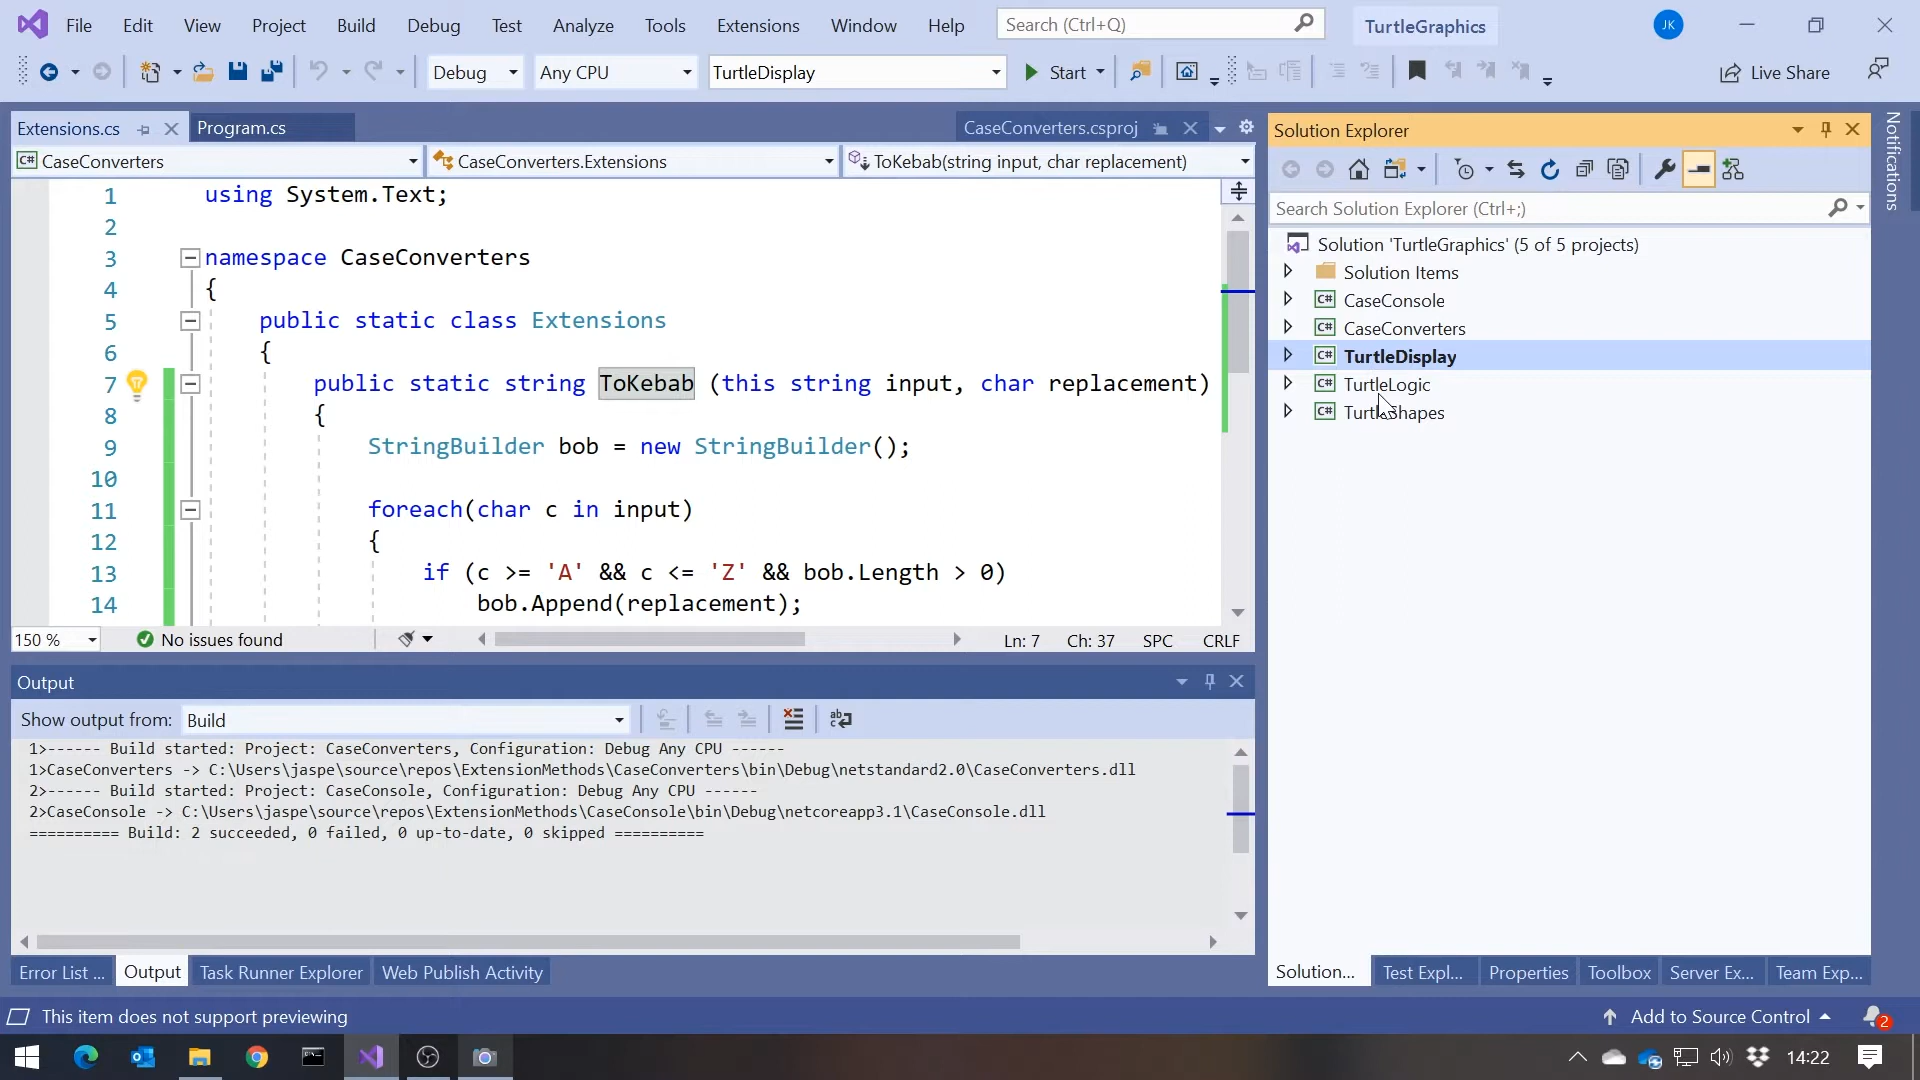 File Edit View Project Build Debug Test Analyze Tools Extensions Window Help Search (Ctrl+Q) TurtleGraphics JK
Debug Any CPU TurtleDisplay Start Live Share
Extensions.cs Program.cs CaseConverters.csproj
CaseConverters CaseConverters.Extensions ToKebab(string input, char replacement)
1 using System.Text;
2
3 namespace CaseConverters
4 {
5 public static class Extensions
6 {
7 public static string ToKebab (this string input, char replacement)
8 {
9 StringBuilder bob = new StringBuilder();
10
11 foreach(char c in input)
12 {
13 if (c >= 'A' && c <= 'Z' && bob.Length > 0)
14 bob.Append(replacement);
150 % No issues found Ln: 7 Ch: 37 SPC CRLF
Output
Show output from: Build
1>------ Build started: Project: CaseConverters, Configuration: Debug Any CPU ------
1>CaseConverters -> C:\Users\jaspe\source\repos\ExtensionMethods\CaseConverters\bin\Debug\netstandard2.0\CaseConverters.dll
2>------ Build started: Project: CaseConsole, Configuration: Debug Any CPU ------
2>CaseConsole -> C:\Users\jaspe\source\repos\ExtensionMethods\CaseConsole\bin\Debug\netcoreapp3.1\CaseConsole.dll
========== Build: 2 succeeded, 0 failed, 0 up-to-date, 0 skipped ==========
Error List ... Output Task Runner Explorer Web Publish Activity
Solution Explorer
Search Solution Explorer (Ctrl+;)
Solution 'TurtleGraphics' (5 of 5 projects)
Solution Items
C# CaseConsole
C# CaseConverters
C# TurtleDisplay
C# TurtleLogic
C# TurtleShapes
Solution... Test Expl... Properties Toolbox Server Ex... Team Exp...
Notifications
This item does not support previewing Add to Source Control 2
14:22